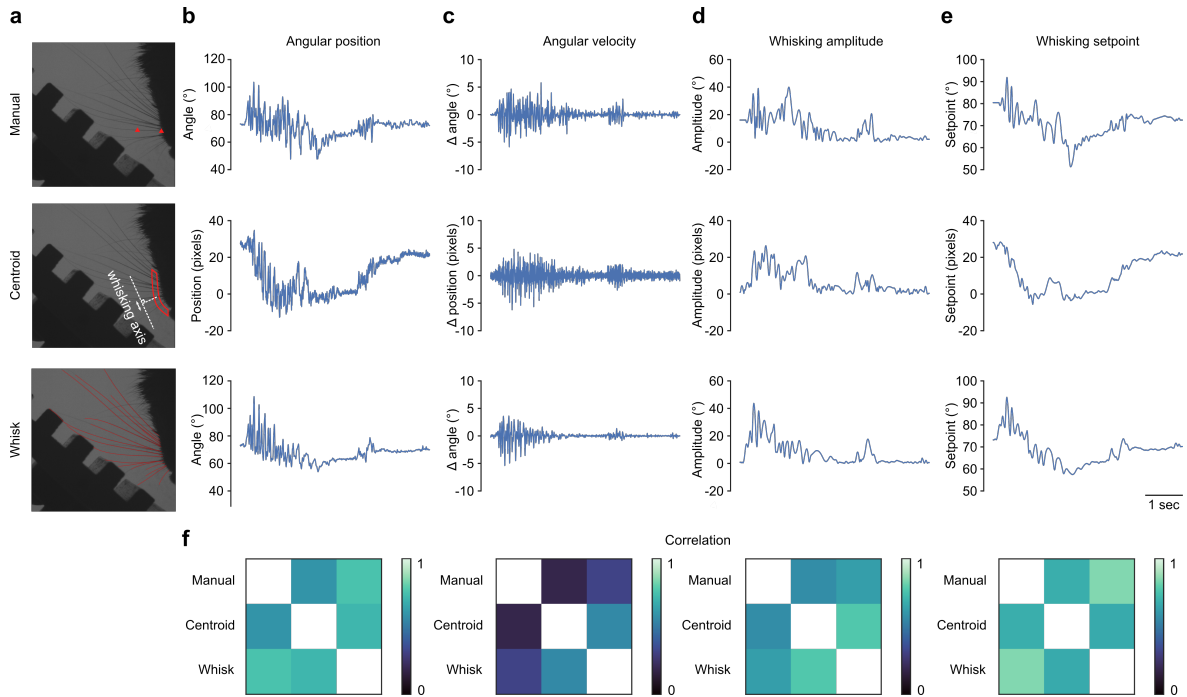 a
b
c
d
e
Angular position
Angular velocity
Whisking amplitude
Whisking setpoint
Manual
Angle (°)
120
100
80
60
40
Δ angle (°)
10
5
0
-5
-10
Amplitude (°)
60
40
20
0
-20
Setpoint (°)
100
90
80
70
60
50
Centroid
whisking axis
Position (pixels)
40
20
0
-20
Δ position (pixels)
10
5
0
-5
-10
Amplitude (pixels)
60
40
20
0
-20
Setpoint (pixels)
40
20
0
-20
Whisk
Angle (°)
120
100
80
60
40
Δ angle (°)
10
5
0
-5
-10
Amplitude (°)
60
40
20
0
-20
Setpoint (°)
100
90
80
70
60
50
1 sec
f
Correlation
Manual
Centroid
Whisk
1
0
Manual
Centroid
Whisk
1
0
Manual
Centroid
Whisk
1
0
Manual
Centroid
Whisk
1
0